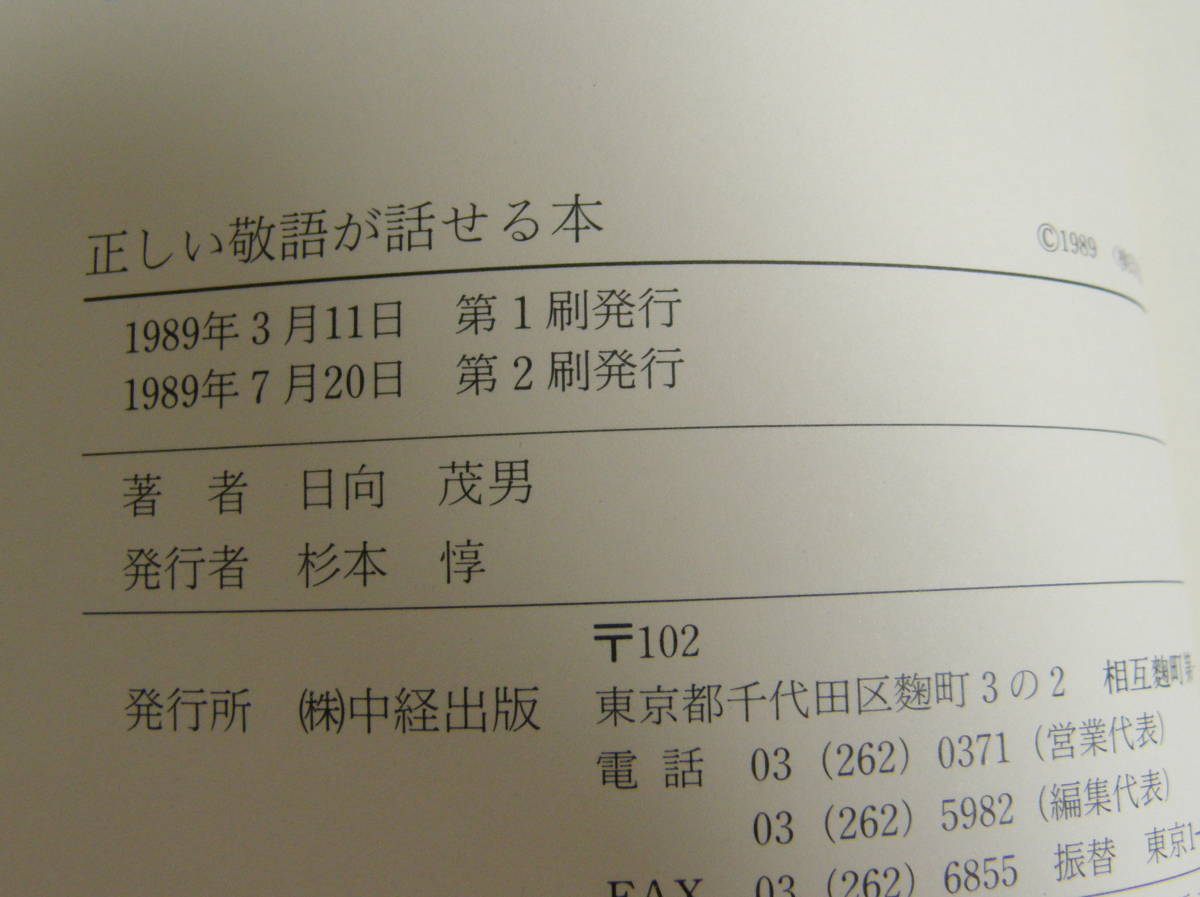 正しい敬語が話せる本
©1989
1989年3月11日 第1刷発行
1989年7月20日 第2刷発行
著 者 日向 茂男
発行者 杉本 惇
〒102
発行所 ㈱中経出版 東京都千代田区麴町3の2 相互麴町第一
電 話 03 (262) 0371 (営業代表)
03 (262) 5982 (編集代表)
FAX 03 (262) 6855 振替 東京1-